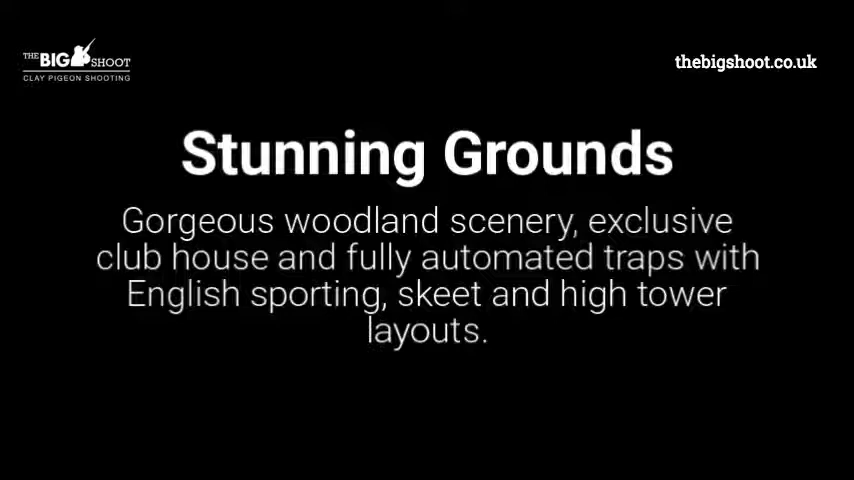 THE BIG SHOOT
CLAY PIGEON SHOOTING
thebigshoot.co.uk
Stunning Grounds
Gorgeous woodland scenery, exclusive
club house and fully automated traps with
English sporting, skeet and high tower
layouts.